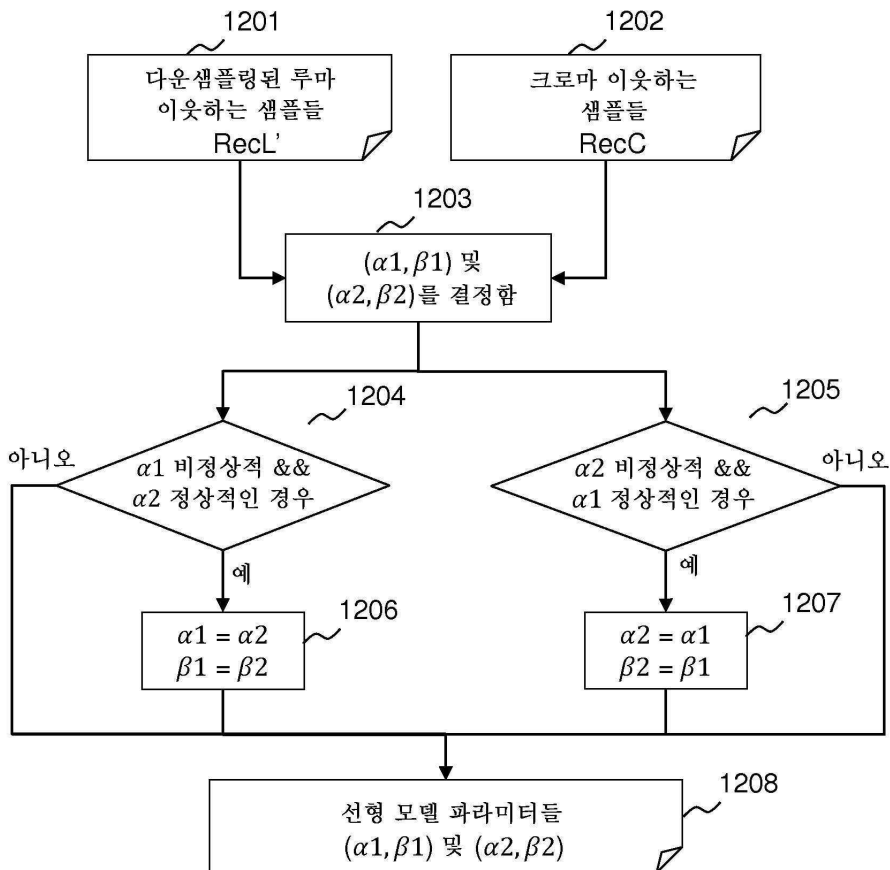 1201
다운샘플링된 루마
이웃하는 샘플들
RecL'
1202
크로마 이웃하는
샘플들
RecC
1203
(α1, β1) 및
(α2, β2)를 결정함
1204
아니오
α1 비정상적 &&
α2 정상적인 경우
예
1205
α2 비정상적 &&
α1 정상적인 경우
아니오
예
1206
α1 = α2
β1 = β2
1207
α2 = α1
β2 = β1
1208
선형 모델 파라미터들
(α1, β1) 및 (α2, β2)